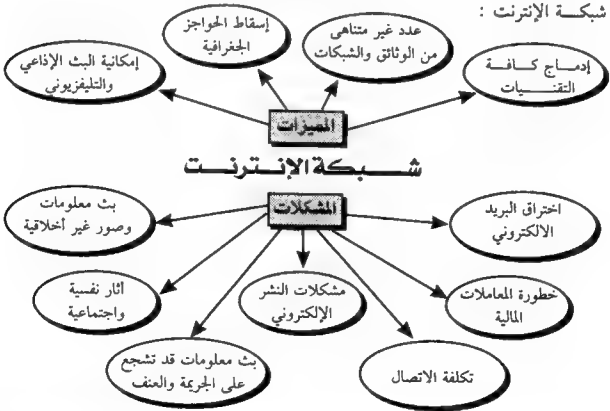 شبكة الإنترنت :
إدماج كافة
التقنيات
عدد غير متناهى
من الوثائق والشبكات
إسقاط الحواجز
الجغرافية
إمكانية البث الإذاعي
والتليفزيوني
المميزات
شبكة الإنترنت
المشكلات
اختراق البريد
الالكتروني
خطورة المعاملات
المالية
تكلفة الاتصال
مشكلات النشر
الإلكتروني
بث معلومات قد تشجع
على الجريمة والعنف
أثار نفسية
واجتماعية
بث معلومات
وصور غير أخلاقية